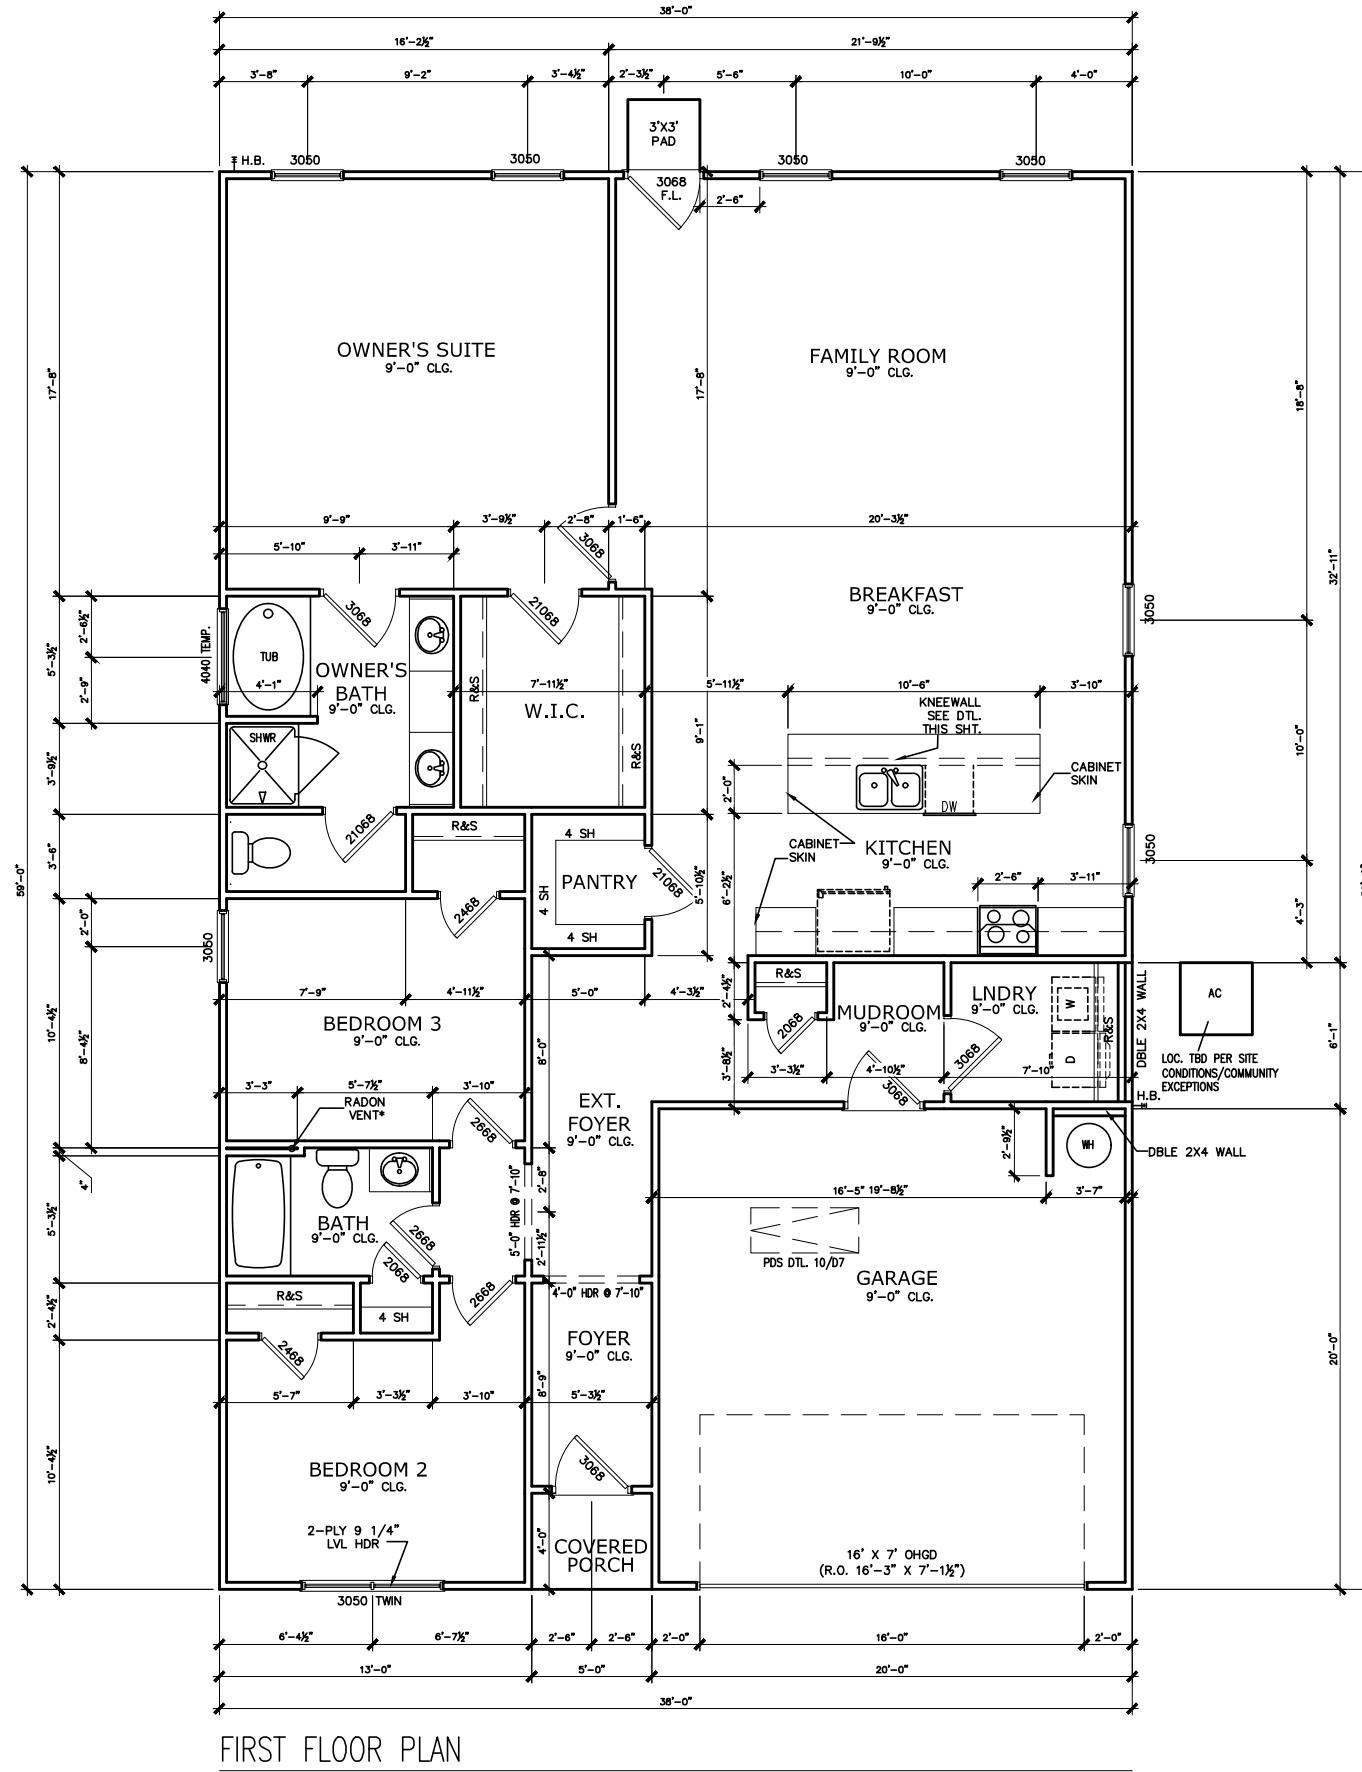 38'-0"
16'-2½"
21'-9½"
3'-8"
9'-2"
3'-4½"
2'-3½"
5'-6"
10'-0"
4'-0"
3'X3'
PAD
H.B.
3050
3050
3050
3050
3068
F.L.
2'-6"
OWNER'S SUITE
9'-0" CLG.
FAMILY ROOM
9'-0" CLG.
17'-8"
17'-8"
18'-8"
9'-9"
3'-9½"
2'-8"
1'-6"
20'-3½"
5'-10"
3'-11"
3068
32'-11"
BREAKFAST
9'-0" CLG.
3050
3068
21068
4040 TEMP.
2'-6½"
5'-3½"
2'-9"
TUB
OWNER'S
BATH
9'-0" CLG.
4'-1"
R&S
7'-11½"
W.I.C.
R&S
5'-11½"
10'-6"
3'-10"
KNEEWALL
SEE DTL.
THIS SHT.
9'-1"
10'-0"
SHWR
3'-9½"
2'-0"
CABINET
SKIN
DW
21068
R&S
4 SH
PANTRY
4 SH
4 SH
21068
CABINET
SKIN
KITCHEN
9'-0" CLG.
3050
59'-0"
3'-6"
5'-10½"
6'-2½"
2'-6"
3'-11"
4'-3"
2'-0"
3050
2468
7'-9"
4'-11½"
5'-0"
4'-3½"
2'-4½"
R&S
MUDROOM
9'-0" CLG.
LNDRY
9'-0" CLG.
W
D
R&S
DBLE 2X4 WALL
AC
LOC. TBD PER SITE
CONDITIONS/COMMUNITY
EXCEPTIONS
BEDROOM 3
9'-0" CLG.
10'-4½"
8'-4½"
8'-0"
3'-8½"
2068
3068
3068
6'-1"
3'-3½"
4'-10½"
7'-10"
3'-3"
5'-7½"
3'-10"
RADON
VENT*
2668
EXT.
FOYER
9'-0" CLG.
H.B.
2'-9½"
WH
DBLE 2X4 WALL
4"
5'-3½"
BATH
9'-0" CLG.
2668
2068
5'-0" HDR @ 7'-10"
2'-8"
2'-11½"
16'-5"
19'-8½"
3'-7"
PDS DTL. 10/D7
GARAGE
9'-0" CLG.
R&S
4 SH
2668
4'-0" HDR @ 7'-10"
2'-4½"
2468
FOYER
9'-0" CLG.
20'-0"
5'-7"
3'-3½"
3'-10"
8'-9"
5'-3½"
BEDROOM 2
9'-0" CLG.
10'-4½"
3068
2-PLY 9 1/4"
LVL HDR
4'-0"
COVERED
PORCH
16' X 7' OHGD
(R.O. 16'-3" X 7'-1½")
3050 TWIN
6'-4½"
6'-7½"
2'-6"
2'-6"
2'-0"
16'-0"
2'-0"
13'-0"
5'-0"
20'-0"
38'-0"
FIRST FLOOR PLAN